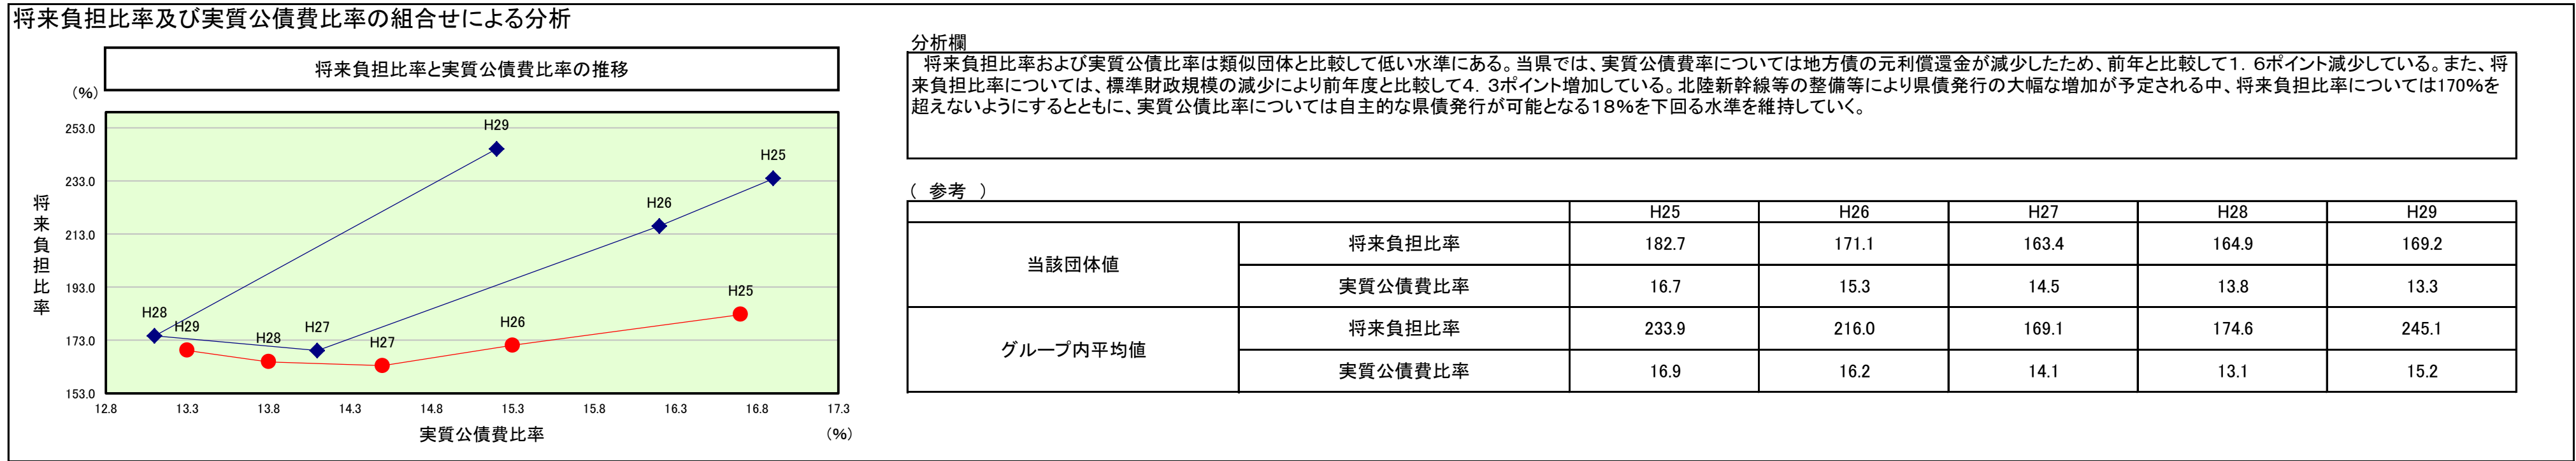 将来負担比率及び実質公債費比率の組合せによる分析
将来負担比率と実質公債費比率の推移
(%)
253.0
233.0
213.0
193.0
173.0
153.0
将来負担比率
H29
H25
H26
H28
H27
H29
H28
H27
H26
H25
12.8 13.3 13.8 14.3 14.8 15.3 15.8 16.3 16.8 17.3
実質公債費比率
(%)
分析欄
将来負担比率および実質公債比率は類似団体と比較して低い水準にある。当県では、実質公債費率については地方債の元利償還金が減少したため、前年と比較して1．6ポイント減少している。また、将
来負担比率については、標準財政規模の減少により前年度と比較して4．3ポイント増加している。北陸新幹線等の整備等により県債発行の大幅な増加が予定される中、将来負担比率については170%を
超えないようにするとともに、実質公債比率については自主的な県債発行が可能となる18%を下回る水準を維持していく。
（ 参考 ）
H25 H26 H27 H28 H29
当該団体値
将来負担比率 182.7 171.1 163.4 164.9 169.2
実質公債費比率 16.7 15.3 14.5 13.8 13.3
グループ内平均値
将来負担比率 233.9 216.0 169.1 174.6 245.1
実質公債費比率 16.9 16.2 14.1 13.1 15.2